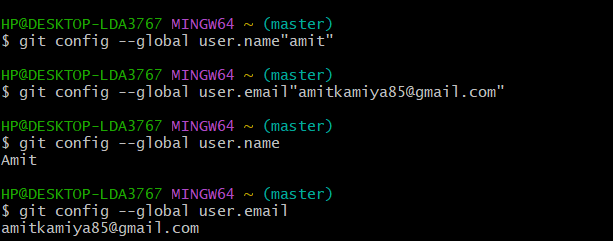 HP@DESKTOP-LDA3767 MINGW64 ~ (master)
$ git config --global user.name"amit"
HP@DESKTOP-LDA3767 MINGW64 ~ (master)
$ git config --global user.email"amitkamiya85@gmail.com"
HP@DESKTOP-LDA3767 MINGW64 ~ (master)
$ git config --global user.name
Amit
HP@DESKTOP-LDA3767 MINGW64 ~ (master)
$ git config --global user.email
amitkamiya85@gmail.com